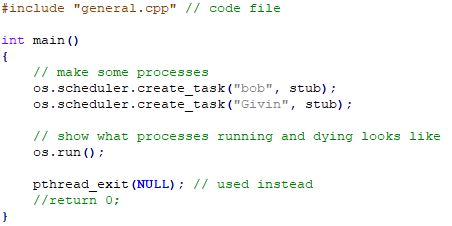 #include "general.cpp" // code file
int main()
{
// make some processes
os.scheduler.create_task("bob", stub);
os.scheduler.create_task("Givin", stub);
// show what processes running and dying looks like
os.run();
pthread_exit(NULL); // used instead
//return 0;
}